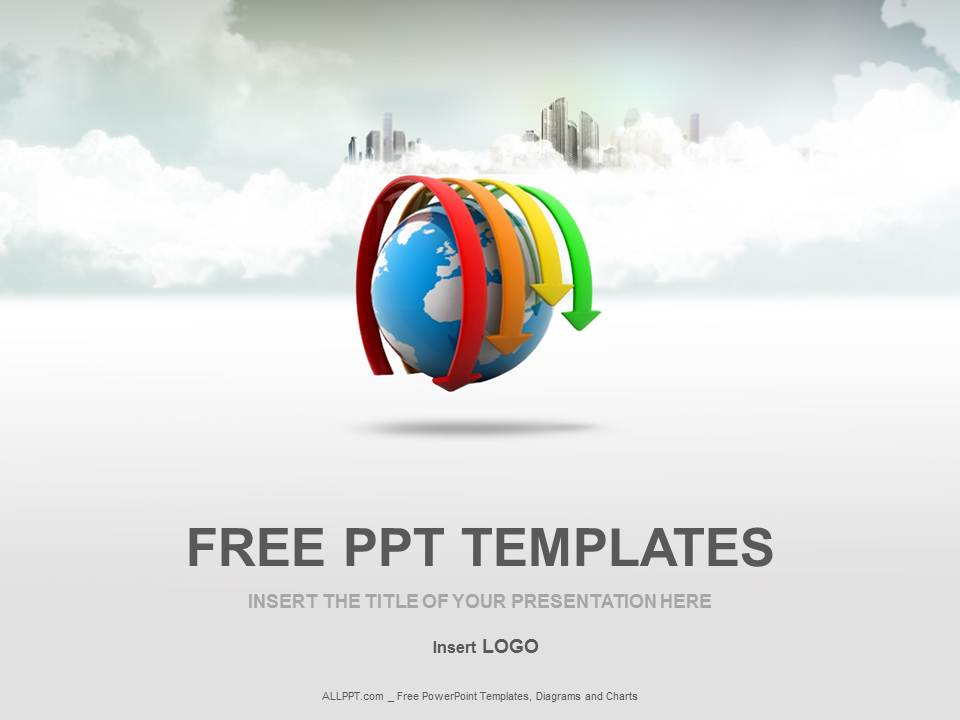 FREE PPT TEMPLATES
INSERT THE TITLE OF YOUR PRESENTATION HERE
Insert LOGO
ALLPPT.com _ Free PowerPoint Templates, Diagrams and Charts